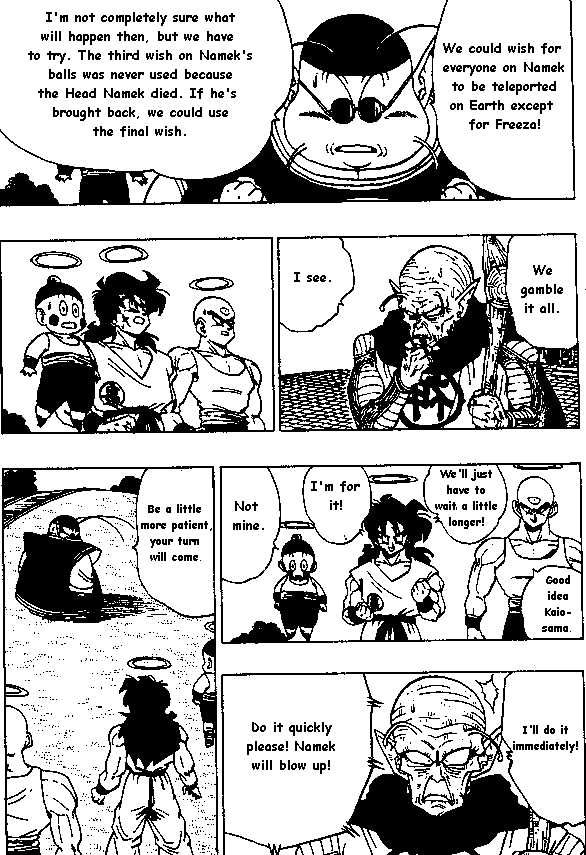 We could wish for
everyone on Namek
to be teleported
on Earth except
for Freeza!
I'm not completely sure what
will happen then, but we have
to try. The third wish on Namek's
balls was never used because
the Head Namek died. If he's
brought back, we could use
the final wish.
We
gamble
it all.
I see.
We'll just
have to
wait a little
longer!
Good
idea
Kaio-
sama.
I'm for
it!
Not
mine.
I'll do it
immediately!
Do it quickly
please! Namek
will blow up!
Be a little
more patient,
your turn
will come.